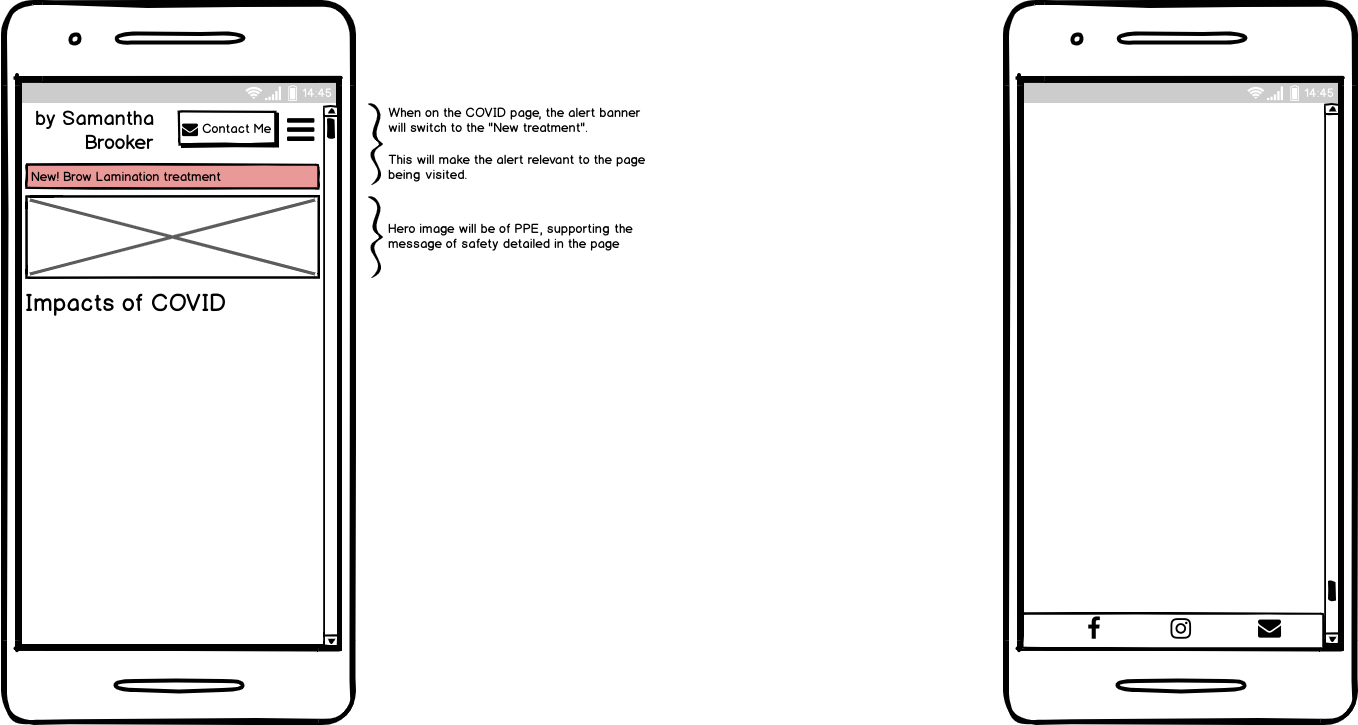 14:45
by Samantha
Brooker
Contact Me
New! Brow Lamination treatment
Impacts of COVID
When on the COVID page, the alert banner
will switch to the "New treatment".
This will make the alert relevant to the page
being visited.
Hero image will be of PPE, supporting the
message of safety detailed in the page
14:45